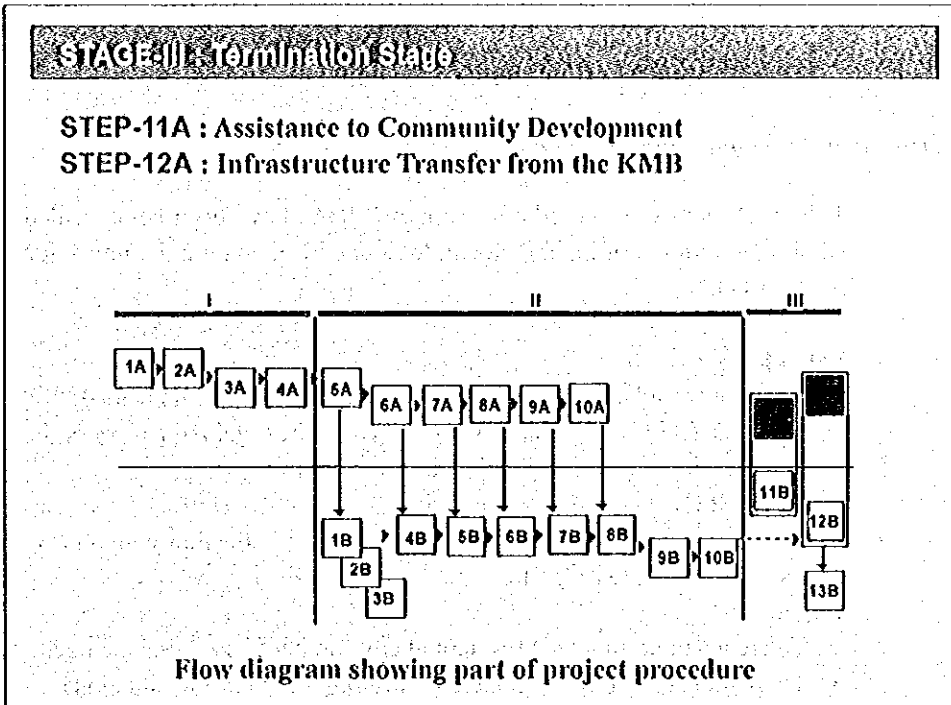 STAGE-III : Termination Stage
STEP-11A : Assistance to Community Development
STEP-12A : Infrastructure Transfer from the KMB
I II III
1A 2A 3A 4A 5A 6A 7A 8A 9A 10A
11B
1B 4B 5B 6B 7B 8B 12B
2B 9B 10B
3B 13B
Flow diagram showing part of project procedure